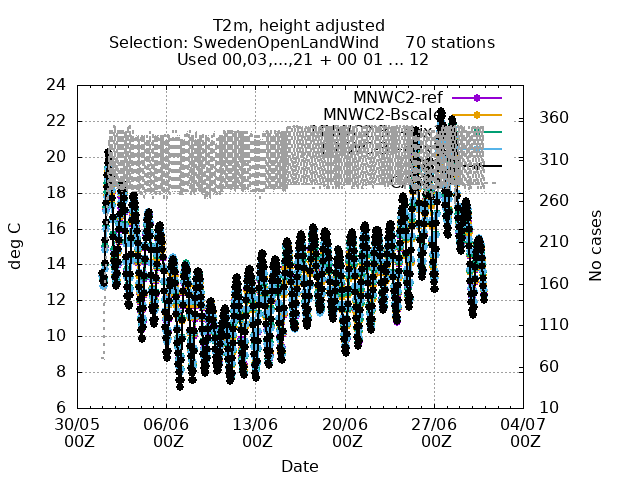 T2m, height adjusted
Selection: SwedenOpenLandWind 70 stations
Used 00,03,...,21 + 00 01 ... 12
24
22
20
18
16
14
12
10
8
6
deg C
MNWC2-ref
MNWC2-Bscale
360
310
260
210
160
110
60
10
No cases
30/05 06/06 13/06 20/06 27/06 04/07
00Z 00Z 00Z 00Z 00Z 00Z
Date